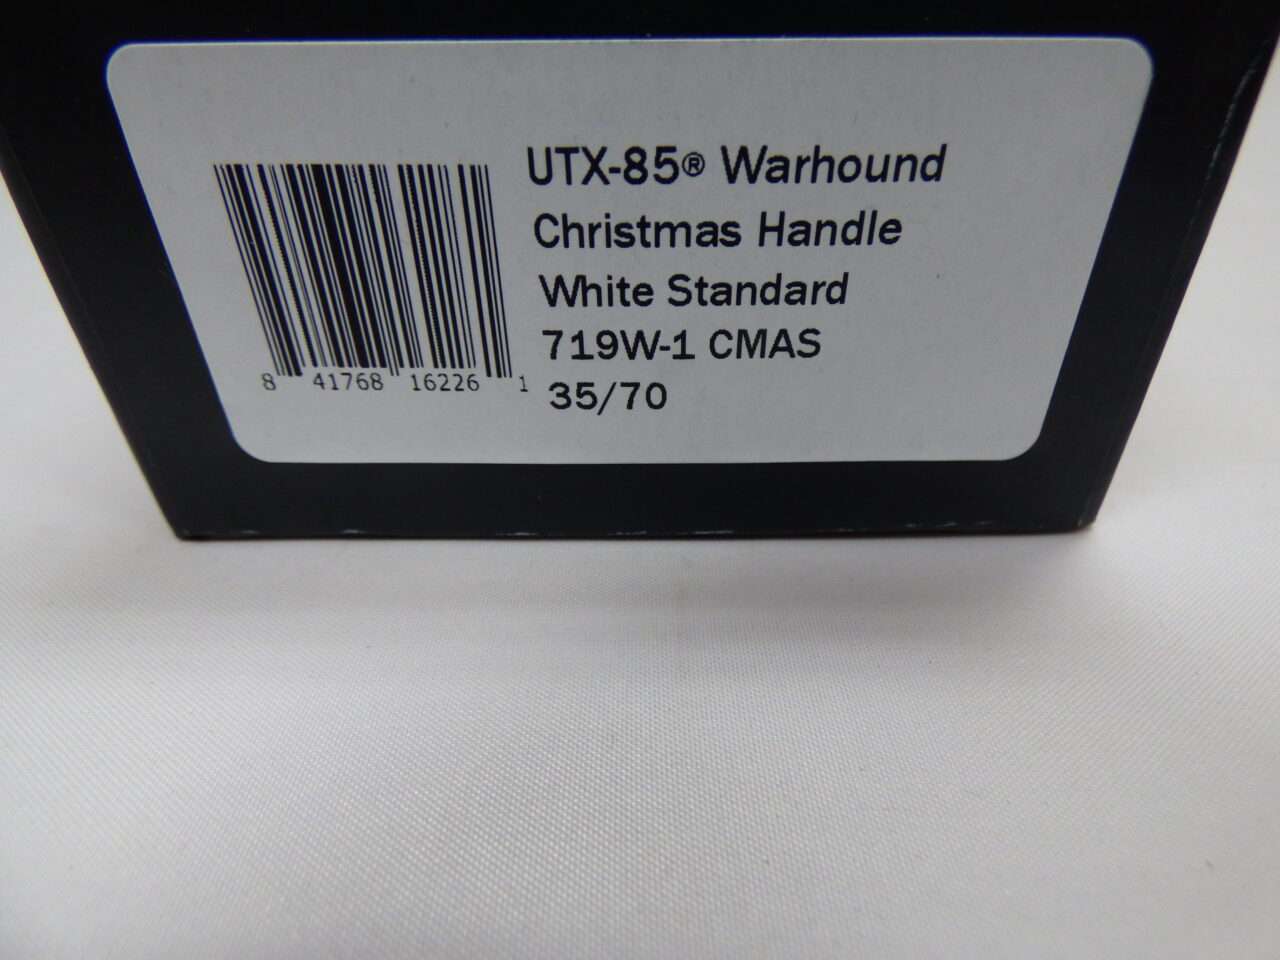 UTX-85® Warhound
Christmas Handle
White Standard
719W-1 CMAS
35/70
8 41768 16226 1